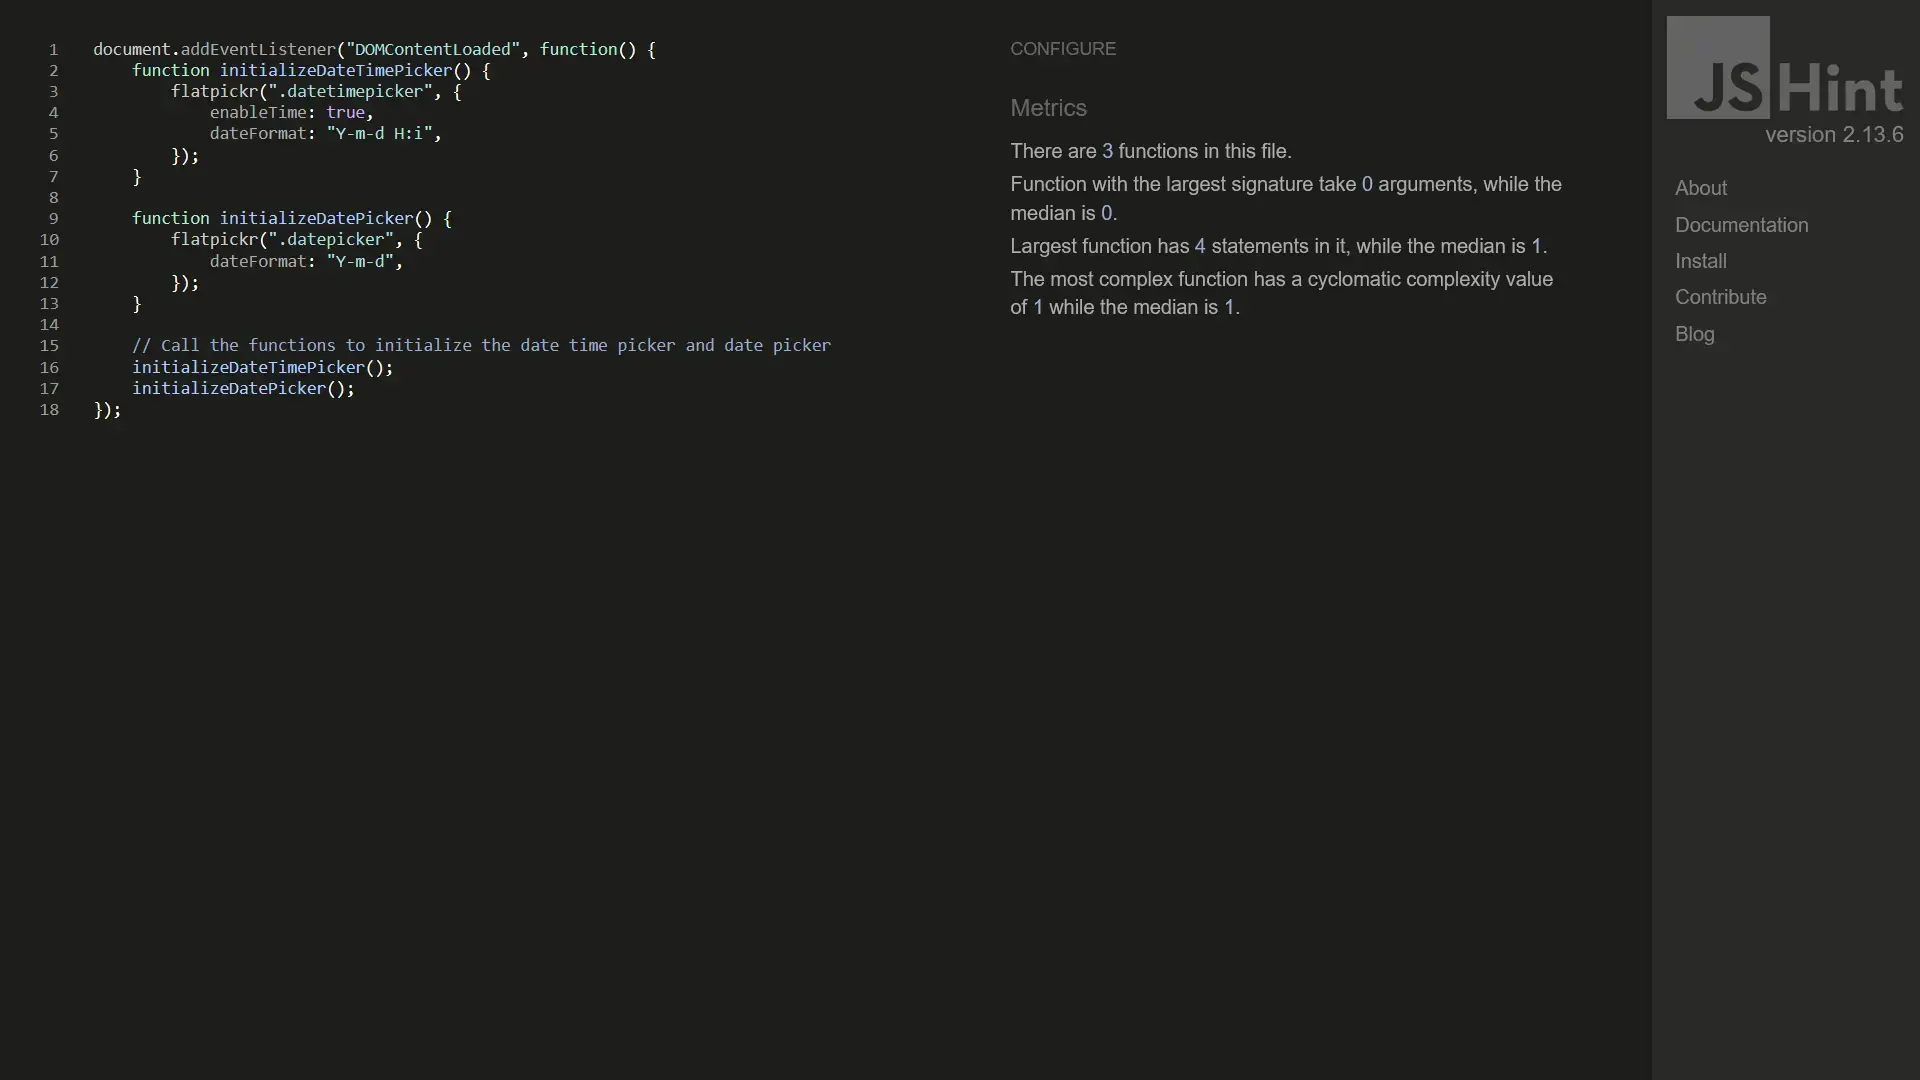 1 document.addEventListener("DOMContentLoaded", function() {
2     function initializeDateTimePicker() {
3         flatpickr(".datetimepicker", {
4             enableTime: true,
5             dateFormat: "Y-m-d H:i",
6         });
7     }
8
9     function initializeDatePicker() {
10         flatpickr(".datepicker", {
11             dateFormat: "Y-m-d",
12         });
13     }
14
15     // Call the functions to initialize the date time picker and date picker
16     initializeDateTimePicker();
17     initializeDatePicker();
18 });
CONFIGURE
Metrics
There are 3 functions in this file.
Function with the largest signature take 0 arguments, while the
median is 0.
Largest function has 4 statements in it, while the median is 1.
The most complex function has a cyclomatic complexity value
of 1 while the median is 1.
JSHint
version 2.13.6
About
Documentation
Install
Contribute
Blog